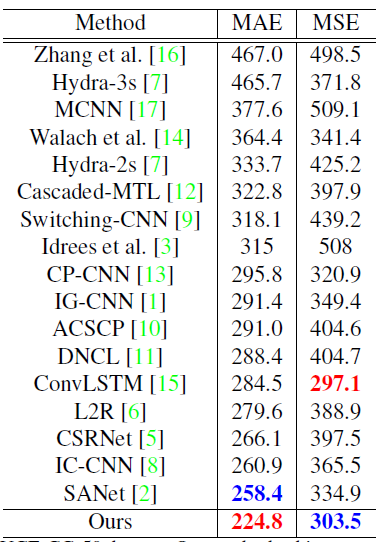 Method MAE MSE
Zhang et al. [16] 467.0 498.5
Hydra-3s [7] 465.7 371.8
MCNN [17] 377.6 509.1
Walach et al. [14] 364.4 341.4
Hydra-2s [7] 333.7 425.2
Cascaded-MTL [12] 322.8 397.9
Switching-CNN [9] 318.1 439.2
Idrees et al. [3] 315 508
CP-CNN [13] 295.8 320.9
IG-CNN [1] 291.4 349.4
ACSCP [10] 291.0 404.6
DNCL [11] 288.4 404.7
ConvLSTM [15] 284.5 297.1
L2R [6] 279.6 388.9
CSRNet [5] 266.1 397.5
IC-CNN [8] 260.9 365.5
SANet [2] 258.4 334.9
Ours 224.8 303.5